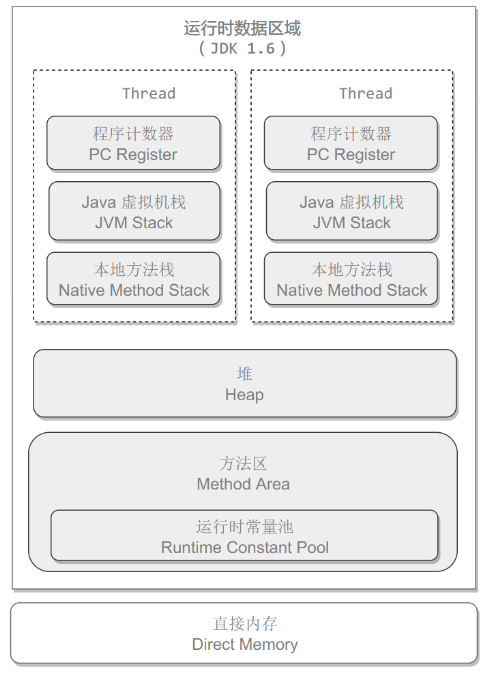 运行时数据区域
( JDK 1.6 )
Thread
程序计数器
PC Register
Java 虚拟机栈
JVM Stack
本地方法栈
Native Method Stack
Thread
程序计数器
PC Register
Java 虚拟机栈
JVM Stack
本地方法栈
Native Method Stack
堆
Heap
方法区
Method Area
运行时常量池
Runtime Constant Pool
直接内存
Direct Memory